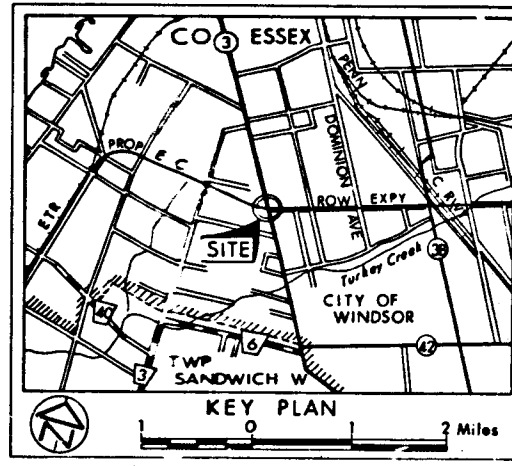 CO ESSEX
3
PENN
C RLY
DOMINION
AVE
PROP E C
ROW EXPY
ETR
SITE
Turkey Creek
38
CITY OF
WINDSOR
40
6
42
3
TWP
SANDWICH W
KEY PLAN
1 0 1 2 Miles